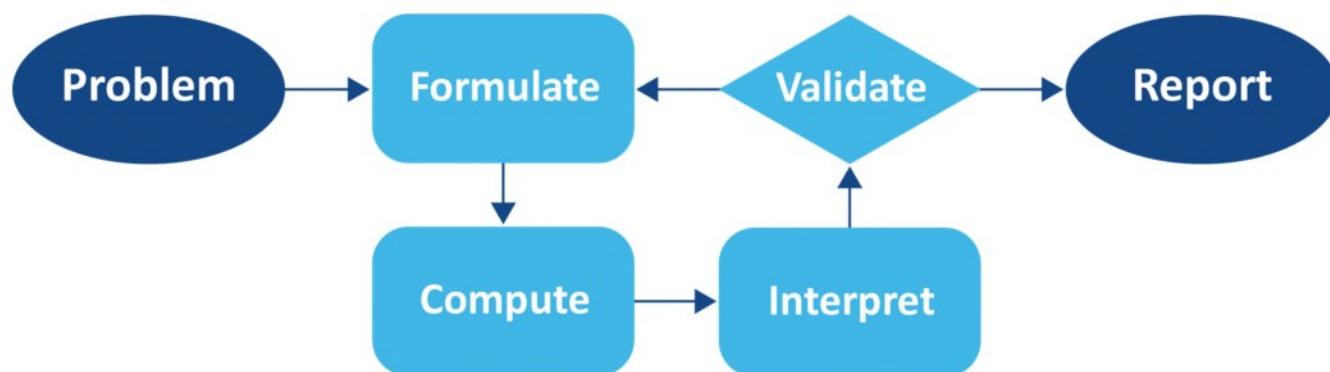 Problem
Formulate
Validate
Report
Compute
Interpret